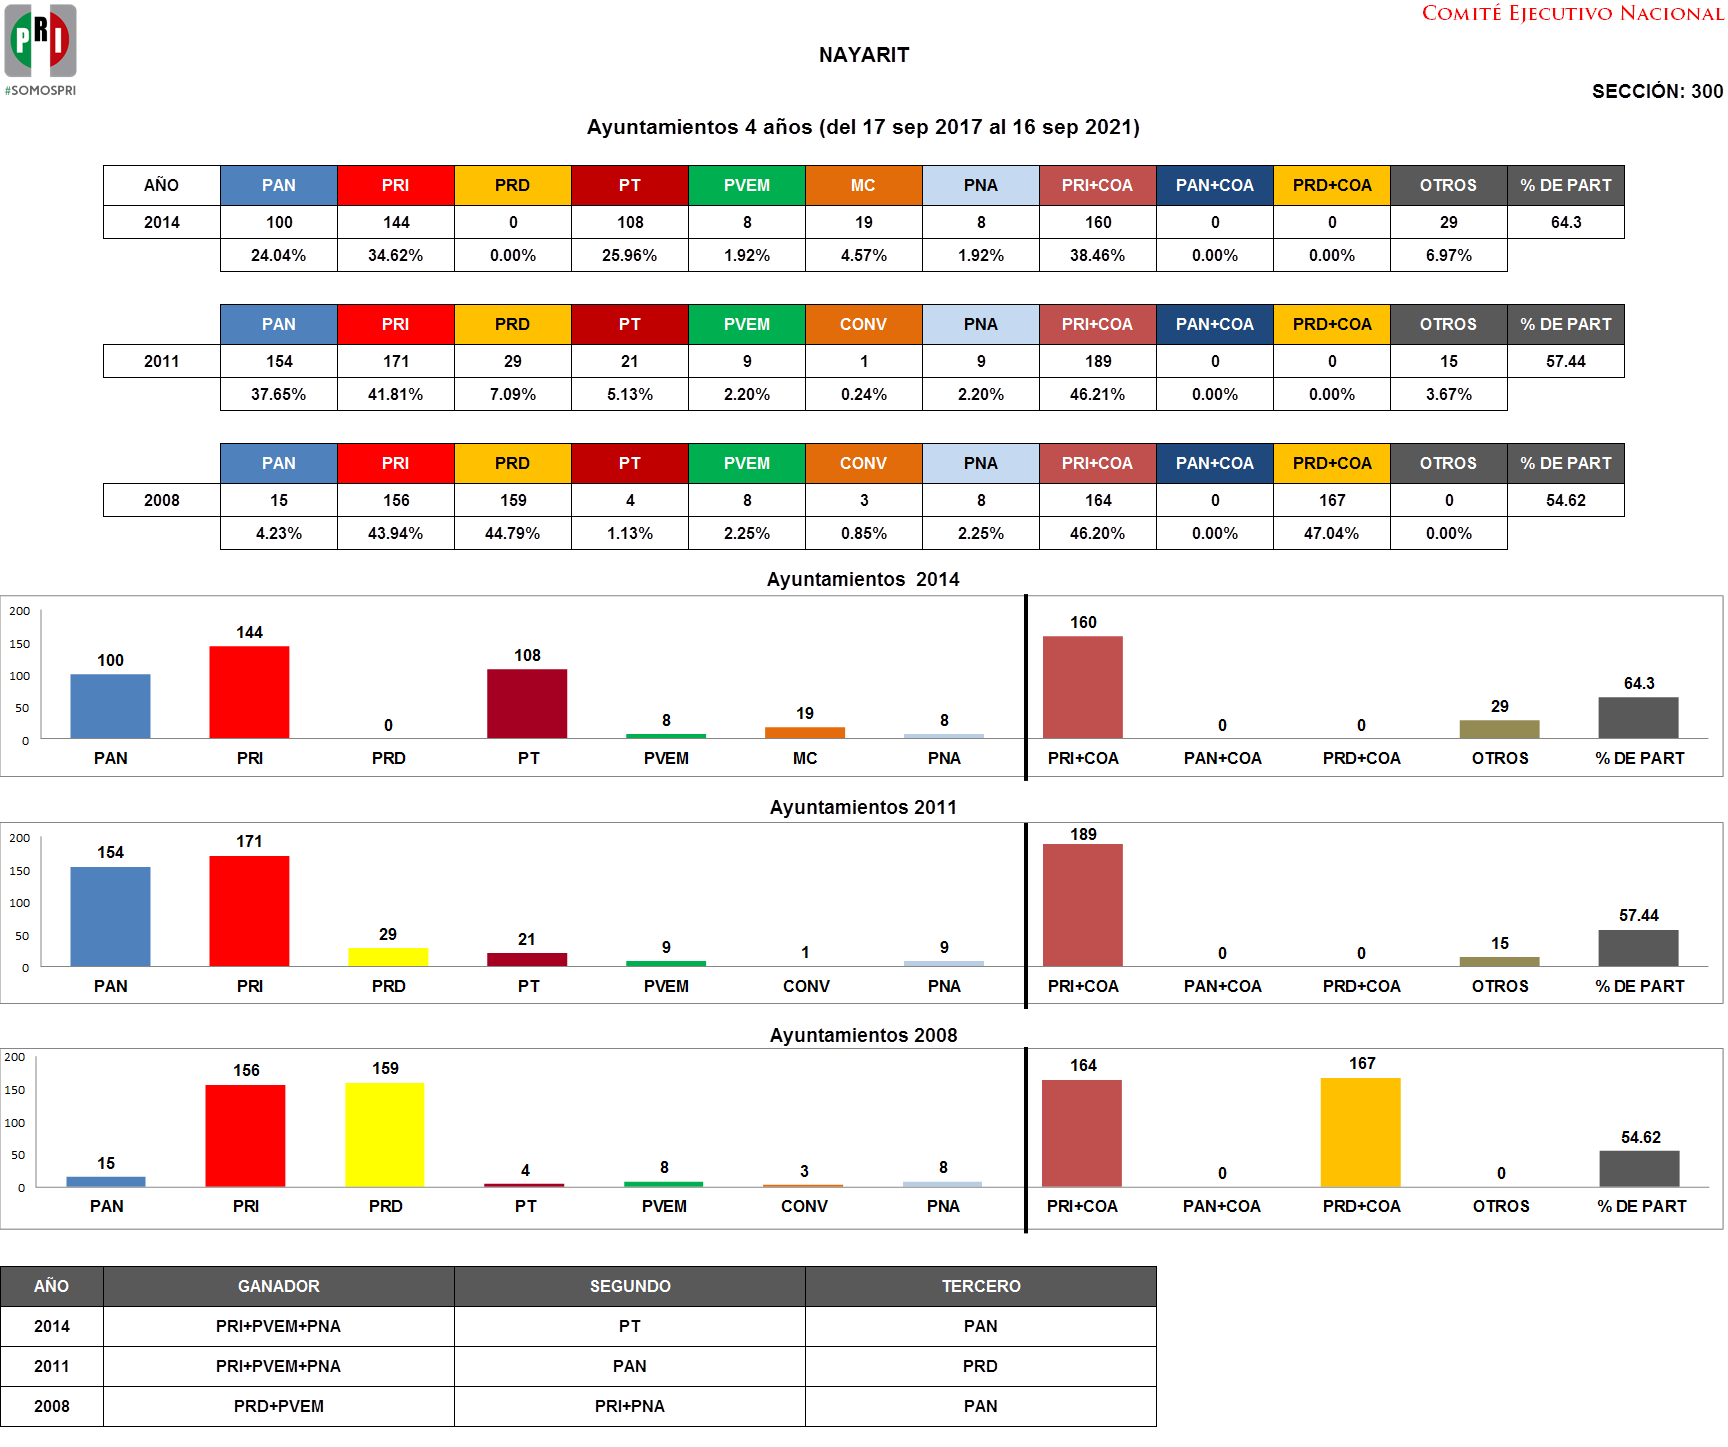 COMITÉ EJECUTIVO NACIONAL
PRI
#SOMOSPRI
NAYARIT
SECCIÓN: 300
Ayuntamientos 4 años (del 17 sep 2017 al 16 sep 2021)
AÑO PAN PRI PRD PT PVEM MC PNA PRI+COA PAN+COA PRD+COA OTROS % DE PART
2014 100 144 0 108 8 19 8 160 0 0 29 64.3
24.04% 34.62% 0.00% 25.96% 1.92% 4.57% 1.92% 38.46% 0.00% 0.00% 6.97%
PAN PRI PRD PT PVEM CONV PNA PRI+COA PAN+COA PRD+COA OTROS % DE PART
2011 154 171 29 21 9 1 9 189 0 0 15 57.44
37.65% 41.81% 7.09% 5.13% 2.20% 0.24% 2.20% 46.21% 0.00% 0.00% 3.67%
PAN PRI PRD PT PVEM CONV PNA PRI+COA PAN+COA PRD+COA OTROS % DE PART
2008 15 156 159 4 8 3 8 164 0 167 0 54.62
4.23% 43.94% 44.79% 1.13% 2.25% 0.85% 2.25% 46.20% 0.00% 47.04% 0.00%
Ayuntamientos 2014
200
150
100
50
0
100 144 0 108 8 19 8 160 0 0 29 64.3
PAN PRI PRD PT PVEM MC PNA PRI+COA PAN+COA PRD+COA OTROS % DE PART
Ayuntamientos 2011
200
150
100
50
0
154 171 29 21 9 1 9 189 0 0 15 57.44
PAN PRI PRD PT PVEM CONV PNA PRI+COA PAN+COA PRD+COA OTROS % DE PART
Ayuntamientos 2008
200
150
100
50
0
15 156 159 4 8 3 8 164 0 167 0 54.62
PAN PRI PRD PT PVEM CONV PNA PRI+COA PAN+COA PRD+COA OTROS % DE PART
AÑO GANADOR SEGUNDO TERCERO
2014 PRI+PVEM+PNA PT PAN
2011 PRI+PVEM+PNA PAN PRD
2008 PRD+PVEM PRI+PNA PAN